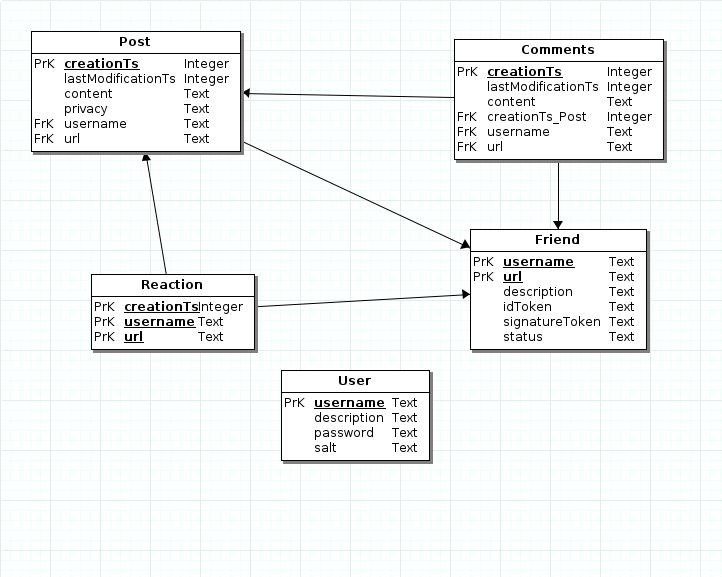 Post
PrK creationTs Integer
lastModificationTs Integer
content Text
privacy Text
FrK username Text
FrK url Text
Comments
PrK creationTs Integer
lastModificationTs Integer
content Text
FrK creationTs_Post Integer
FrK username Text
FrK url Text
Friend
PrK username Text
PrK url Text
description Text
idToken Text
signatureToken Text
status Text
Reaction
PrK creationTs Integer
PrK username Text
PrK url Text
User
PrK username Text
description Text
password Text
salt Text